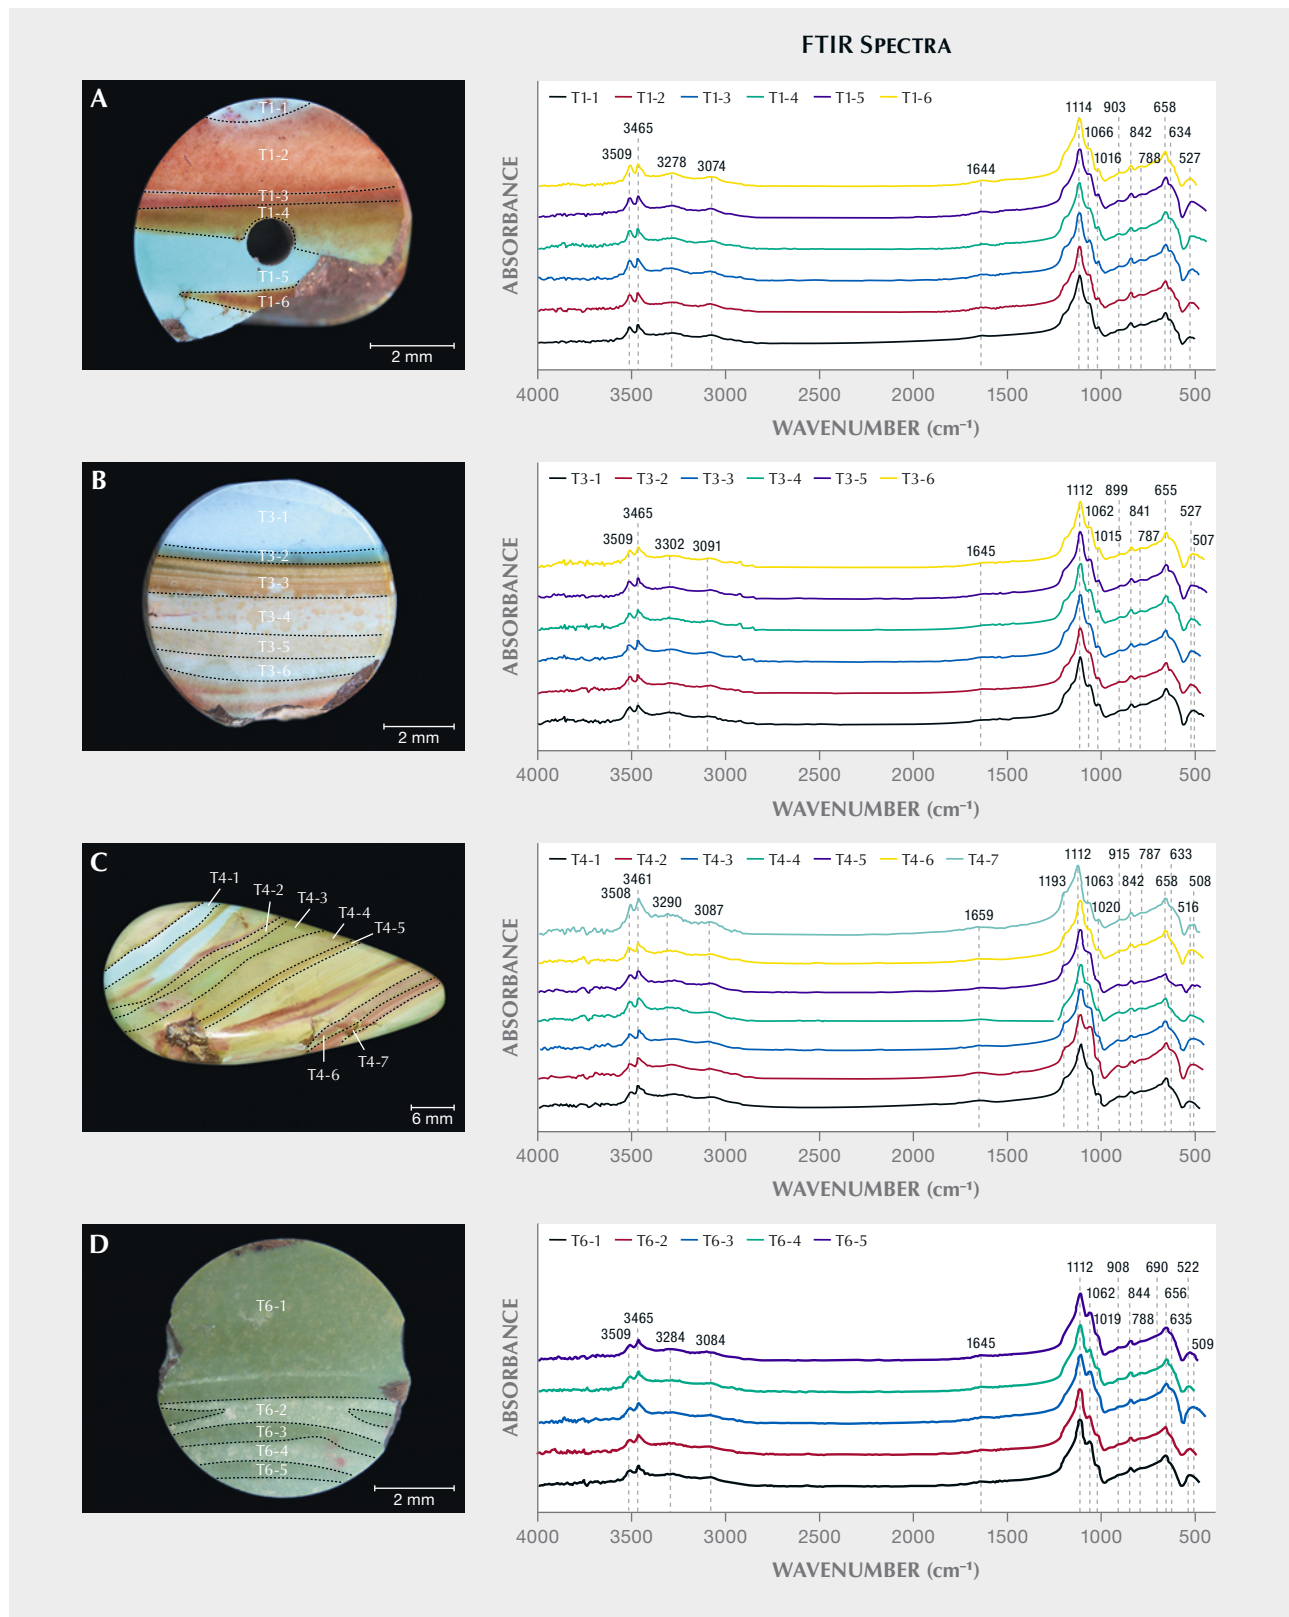 FTIR SPECTRA
A
T1-1
T1-2
T1-3
T1-4
T1-5
T1-6
2 mm
T1-1 T1-2 T1-3 T1-4 T1-5 T1-6
3509 3465 3278 3074 1644 1114 1066 1016 903 842 788 658 634 527
ABSORBANCE
4000 3500 3000 2500 2000 1500 1000 500
WAVENUMBER (cm⁻¹)
B
T3-1
T3-2
T3-3
T3-4
T3-5
T3-6
2 mm
T3-1 T3-2 T3-3 T3-4 T3-5 T3-6
3509 3465 3302 3091 1645 1112 1062 1015 899 841 787 655 527 507
ABSORBANCE
4000 3500 3000 2500 2000 1500 1000 500
WAVENUMBER (cm⁻¹)
C
T4-1
T4-2
T4-3
T4-4
T4-5
T4-6
T4-7
6 mm
T4-1 T4-2 T4-3 T4-4 T4-5 T4-6 T4-7
3508 3461 3290 3087 1659 1193 1112 1063 1020 915 842 787 658 633 516 508
ABSORBANCE
4000 3500 3000 2500 2000 1500 1000 500
WAVENUMBER (cm⁻¹)
D
T6-1
T6-2
T6-3
T6-4
T6-5
2 mm
T6-1 T6-2 T6-3 T6-4 T6-5
3509 3465 3284 3084 1645 1112 1062 1019 908 844 788 690 656 635 522 509
ABSORBANCE
4000 3500 3000 2500 2000 1500 1000 500
WAVENUMBER (cm⁻¹)